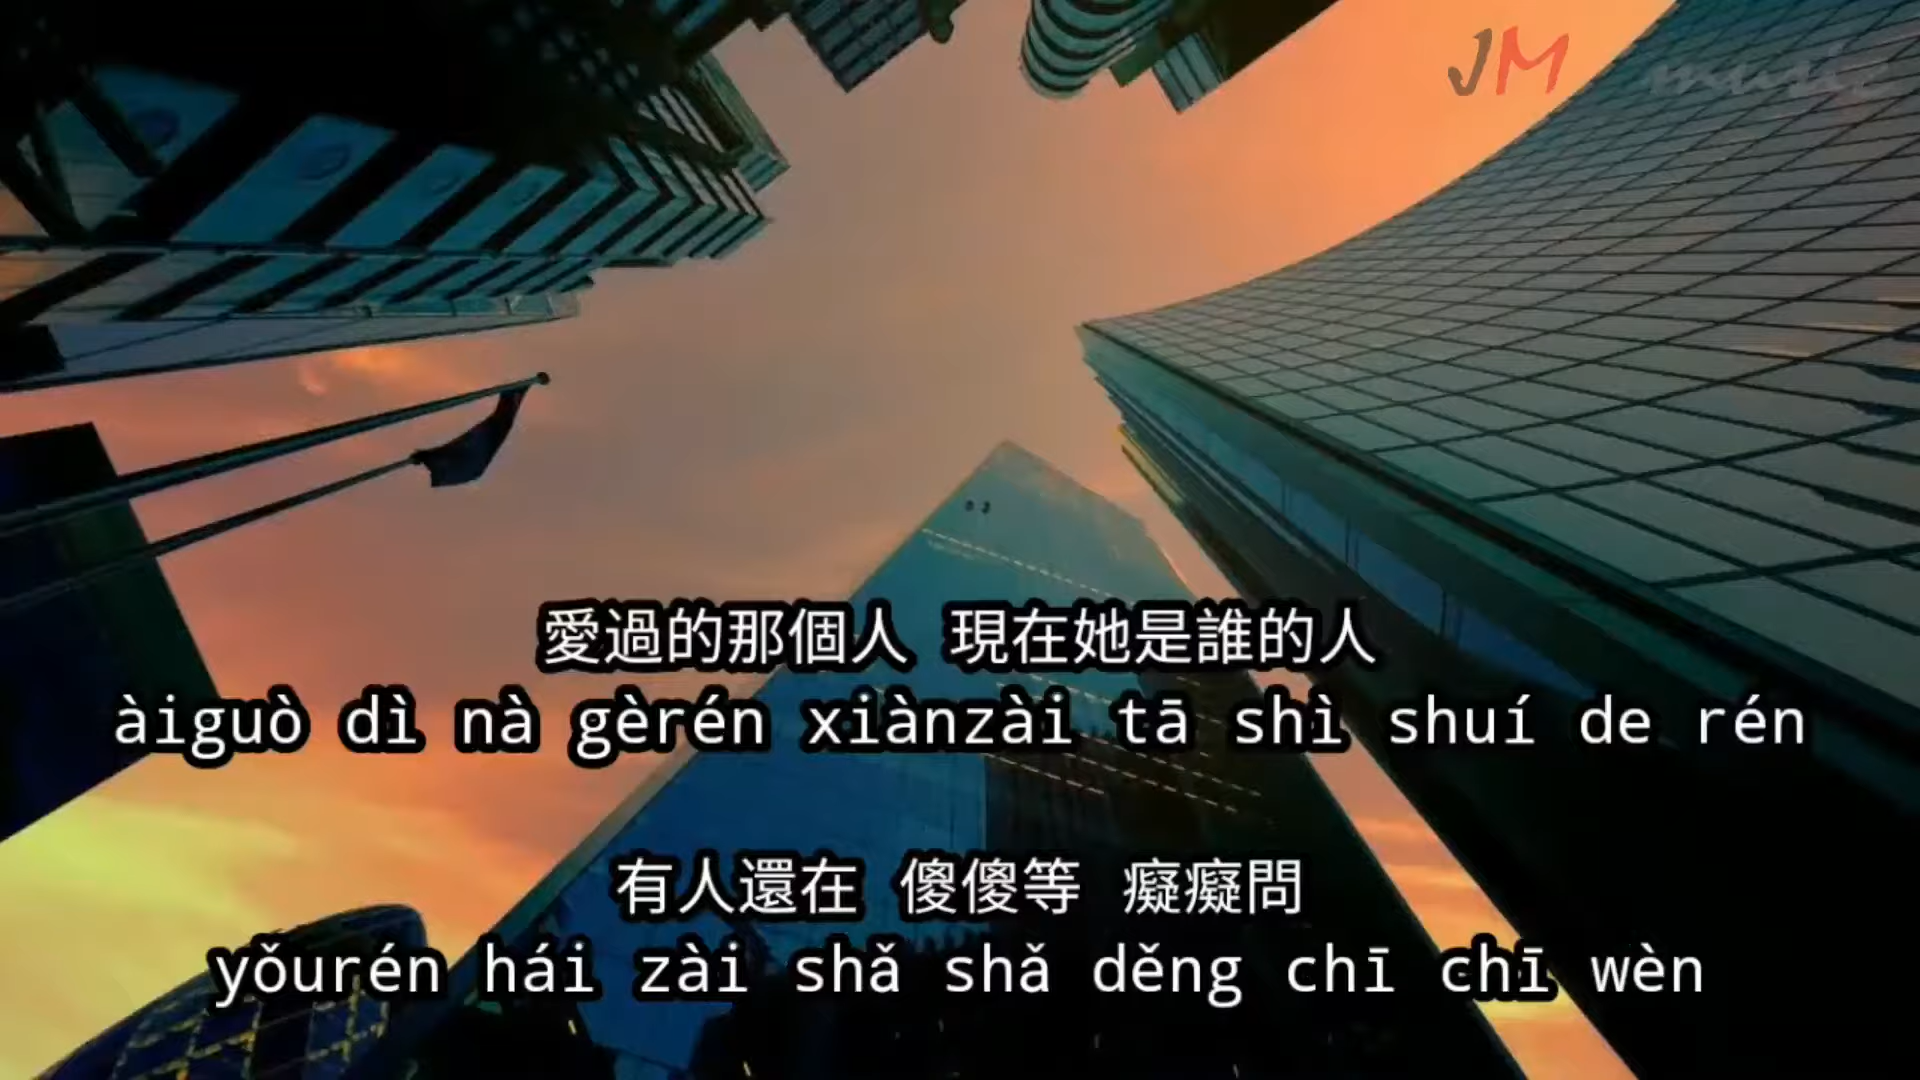 JM music
愛過的那個人 現在她是誰的人
àiguò dì nà gèrén xiànzài tā shì shuí de rén
有人還在 傻傻等 癡癡問
yǒurén hái zài shǎ shǎ děng chī chī wèn